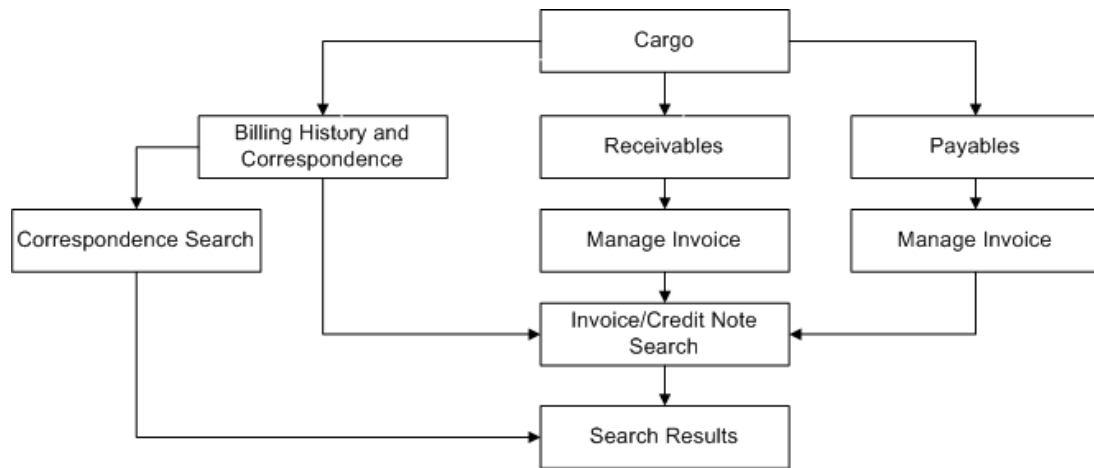 Cargo
Billing History and
Correspondence
Receivables
Payables
Correspondence Search
Manage Invoice
Manage Invoice
Invoice/Credit Note
Search
Search Results